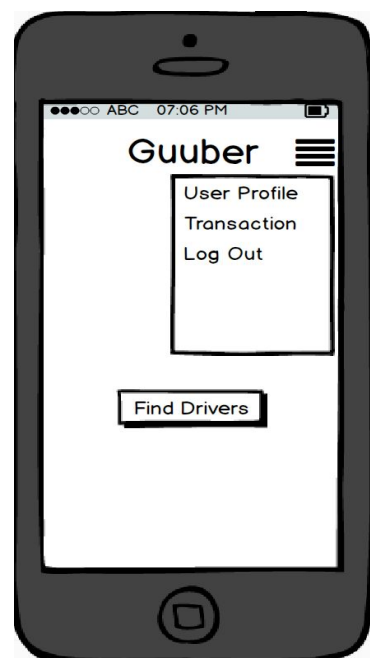 ABC 07:06 PM
Guuber
User Profile
Transaction
Log Out
Find Drivers